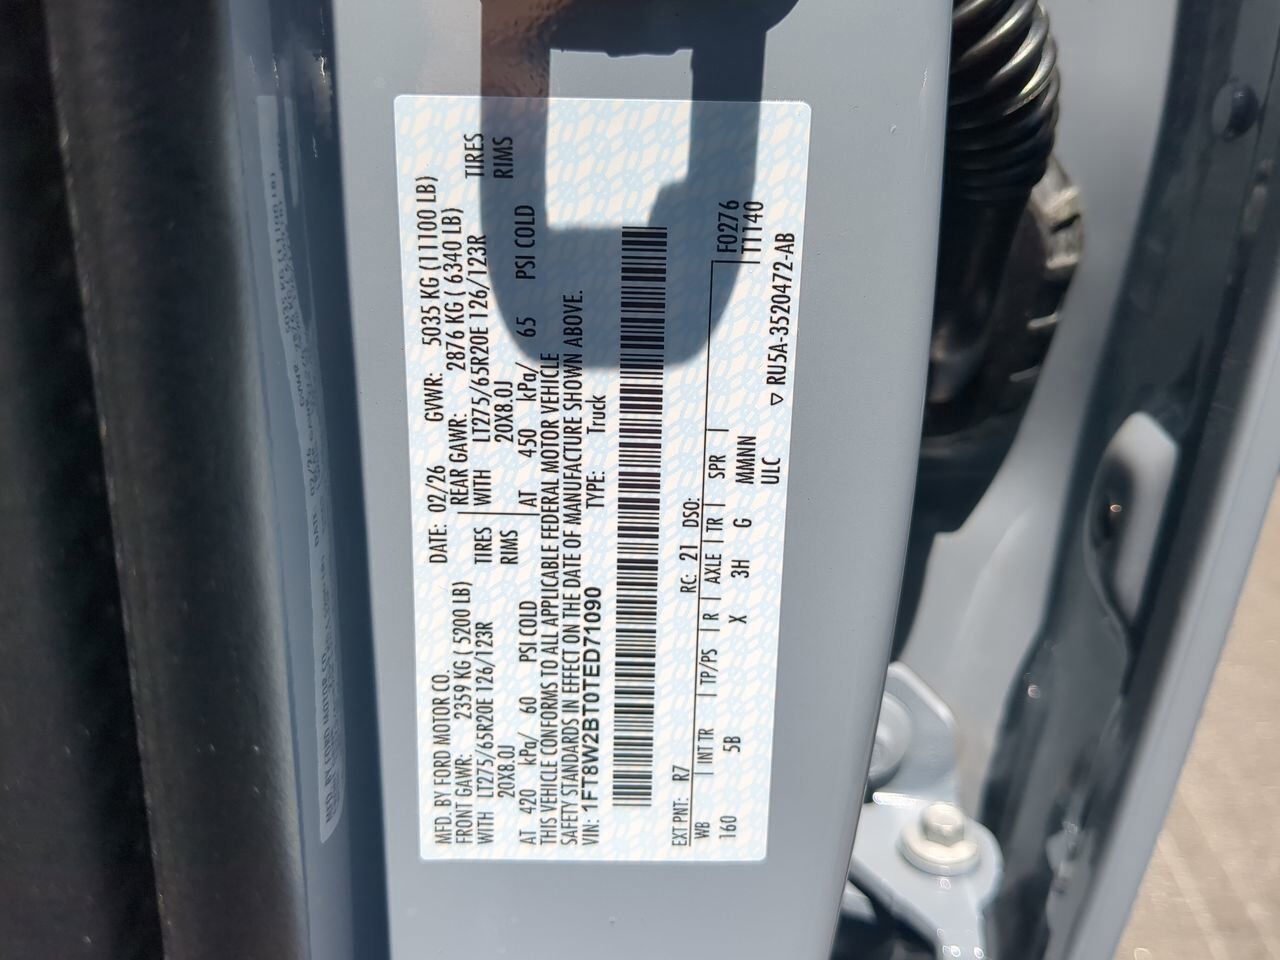 MFD. BY FORD MOTOR CO.
DATE: 02/26 GVWR: 5035 KG (11100 LB)
FRONT GAWR: 2359 KG ( 5200 LB) REAR GAWR: 2876 KG ( 6340 LB)
WITH LT275/65R20E 126/123R TIRES WITH LT275/65R20E 126/123R TIRES
20X8.0J RIMS 20X8.0J RIMS
AT 420 kPa/ 60 PSI COLD AT 450 kPa/ 65 PSI COLD
THIS VEHICLE CONFORMS TO ALL APPLICABLE FEDERAL MOTOR VEHICLE
SAFETY STANDARDS IN EFFECT ON THE DATE OF MANUFACTURE SHOWN ABOVE.
VIN: 1FT8W2BT0TED71090 TYPE: Truck
EXT PNT: R7 RC: 21 DSO: F0276
WB INT TR TP/PS R AXLE TR SPR T1140
160 5B X 3H G MMNN
ULC
▽ RU5A-3520472-AB